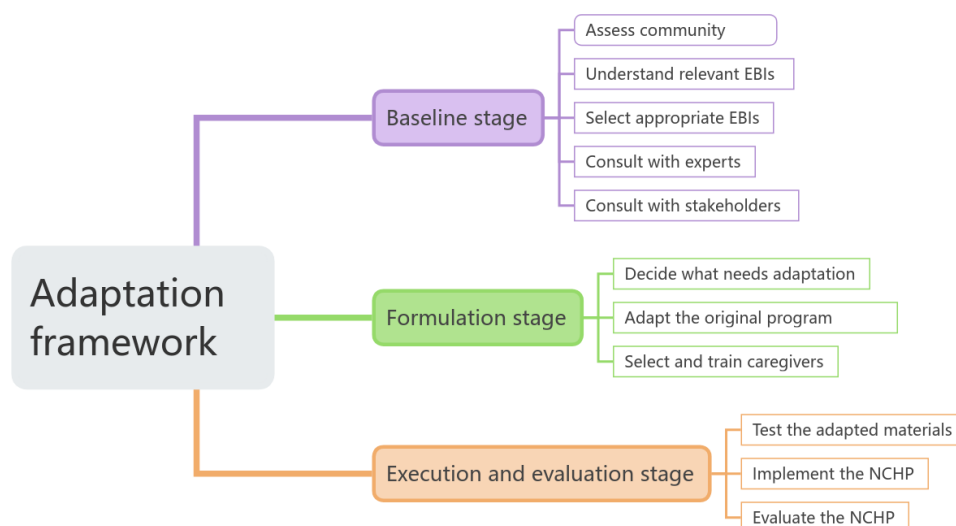 Adaptation
framework
Baseline stage
Assess community
Understand relevant EBIs
Select appropriate EBIs
Consult with experts
Consult with stakeholders
Formulation stage
Decide what needs adaptation
Adapt the original program
Select and train caregivers
Execution and evaluation stage
Test the adapted materials
Implement the NCHP
Evaluate the NCHP